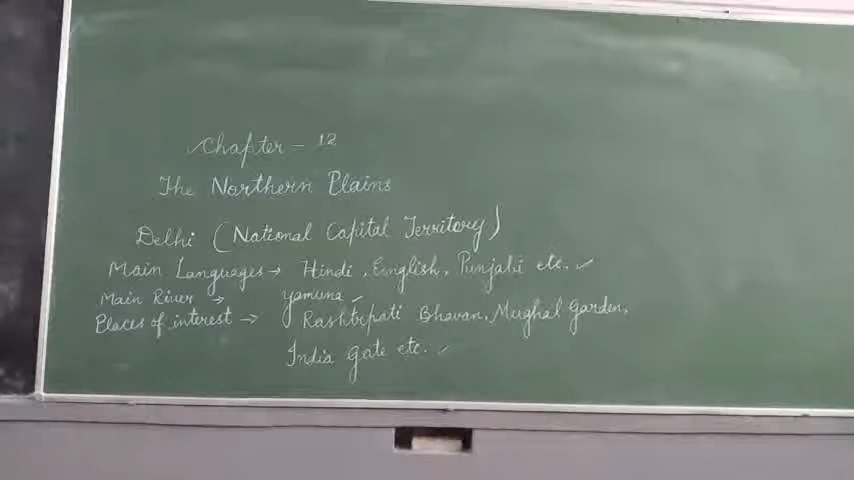 Chapter - 12
The Northern Plains
Delhi (National Capital Territory)
Main Languages → Hindi, English, Punjabi etc. ✓
Main River → Yamuna ✓
Places of interest → Rashtrpati Bhavan, Mughal Garden,
India Gate etc. ✓